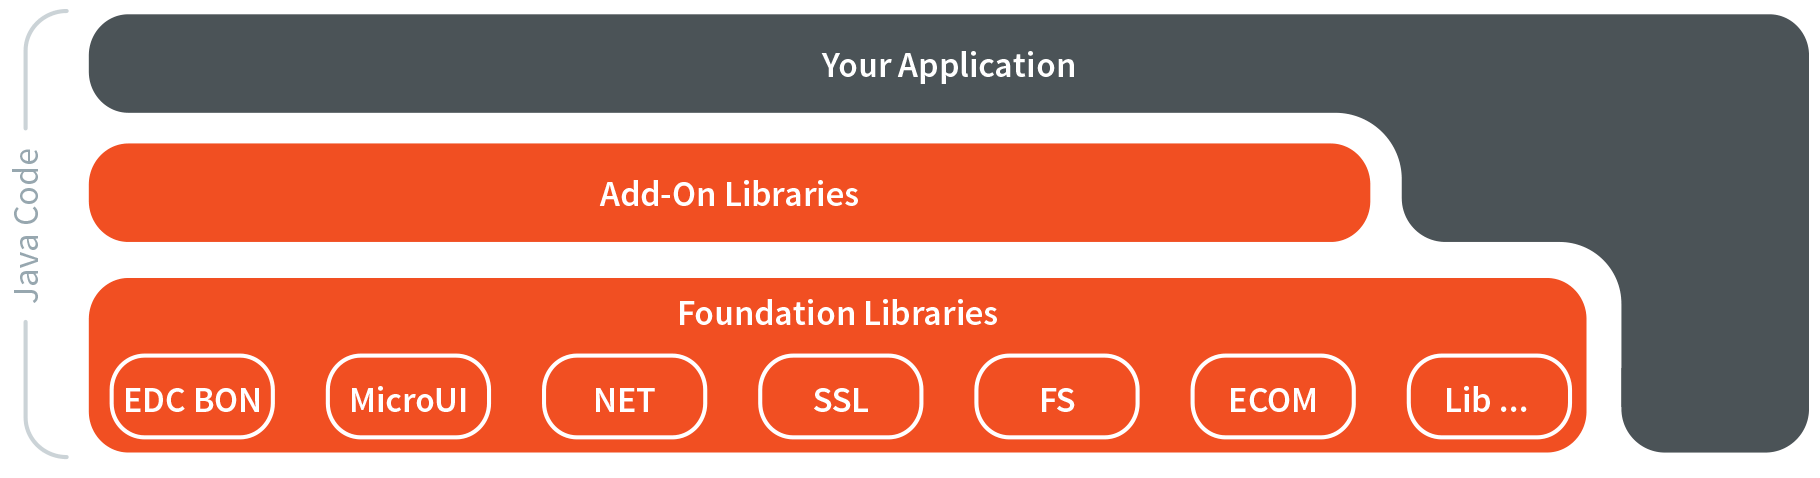 Your Application
Java Code
Add-On Libraries
Foundation Libraries
EDC BON
MicroUI
NET
SSL
FS
ECOM
Lib ...